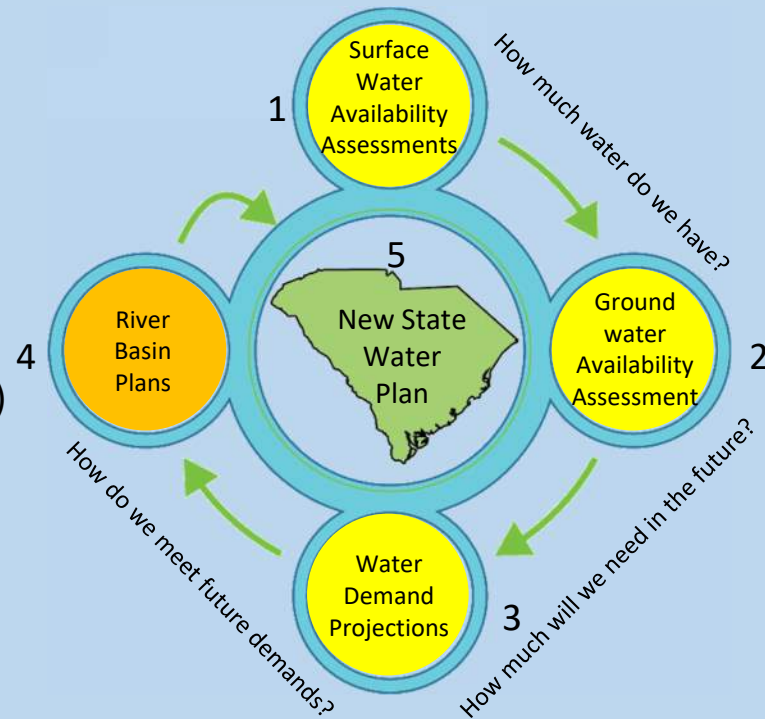 1
Surface
Water
Availability
Assessments
How much water do we have?
2
Ground
water
Availability
Assessment
How much will we need in the future?
3
Water
Demand
Projections
How do we meet future demands?
4
River
Basin
Plans
)
5
New State
Water
Plan